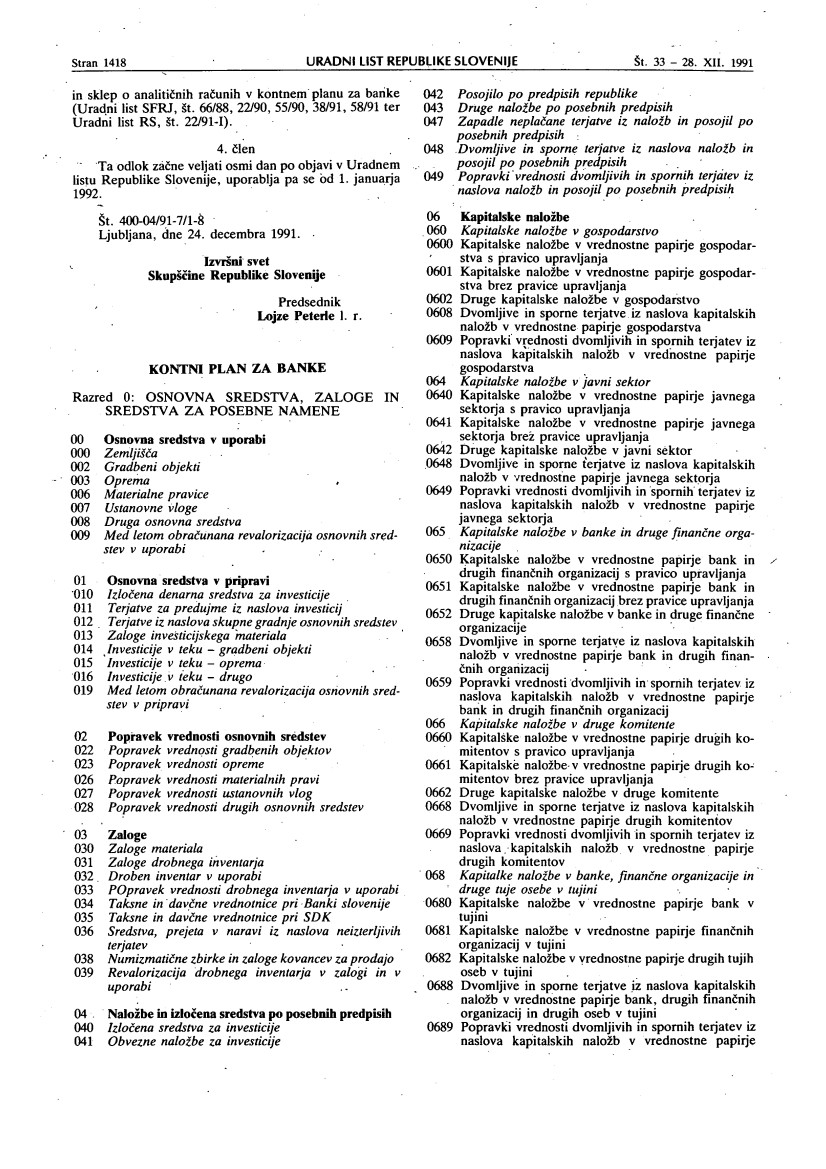 Stran 1418 URADNI LIST REPUBLIKE SLOVENIJE Št. 33 – 28. XII. 1991
in sklep o analitičnih računih v kontnem planu za banke
(Uradni list SFRJ, št. 66/88, 22/90, 55/90, 38/91, 58/91 ter
Uradni list RS, št. 22/91-I).
4. člen
Ta odlok začne veljati osmi dan po objavi v Uradnem
listu Republike Slovenije, uporablja pa se od 1. januarja
1992.
Št. 400-04/91-7/1-8
Ljubljana, dne 24. decembra 1991.
Izvršni svet
Skupščine Republike Slovenije
Predsednik
Lojze Peterle l. r.
KONTNI PLAN ZA BANKE
Razred 0: OSNOVNA SREDSTVA, ZALOGE IN
SREDSTVA ZA POSEBNE NAMENE
00 Osnovna sredstva v uporabi
000 Zemljišča
002 Gradbeni objekti
003 Oprema
006 Materialne pravice
007 Ustanovne vloge
008 Druga osnovna sredstva
009 Med letom obračunana revalorizacija osnovnih sred-
stev v uporabi
01 Osnovna sredstva v pripravi
010 Izločena denarna sredstva za investicije
011 Terjatve za predujme iz naslova investicij
012 Terjatve iz naslova skupne gradnje osnovnih sredstev
013 Zaloge investicijskega materiala
014 Investicije v teku – gradbeni objekti
015 Investicije v teku – oprema
016 Investicije v teku – drugo
019 Med letom obračunana revalorizacija osnovnih sred-
stev v pripravi
02 Popravek vrednosti osnovnih sredstev
022 Popravek vrednosti gradbenih objektov
023 Popravek vrednosti opreme
026 Popravek vrednosti materialnih pravi
027 Popravek vrednosti ustanovnih vlog
028 Popravek vrednosti drugih osnovnih sredstev
03 Zaloge
030 Zaloge materiala
031 Zaloge drobnega inventarja
032 Droben inventar v uporabi
033 POpravek vrednosti drobnega inventarja v uporabi
034 Taksne in davčne vrednotnice pri Banki slovenije
035 Taksne in davčne vrednotnice pri SDK
036 Sredstva, prejeta v naravi iz naslova neizterljivih
terjatev
038 Numizmatične zbirke in zaloge kovancev za prodajo
039 Revalorizacija drobnega inventarja v zalogi in v
uporabi
04 Naložbe in izločena sredstva po posebnih predpisih
040 Izločena sredstva za investicije
041 Obvezne naložbe za investicije
042 Posojilo po predpisih republike
043 Druge naložbe po posebnih predpisih
047 Zapadle neplačane terjatve iz naložb in posojil po
posebnih predpisih
048 Dvomljive in sporne terjatve iz naslova naložb in
posojil po posebnih predpisih
049 Popravki vrednosti dvomljivih in spornih terjatev iz
naslova naložb in posojil po posebnih predpisih
06 Kapitalske naložbe
060 Kapitalske naložbe v gospodarstvo
0600 Kapitalske naložbe v vrednostne papirje gospodar-
stva s pravico upravljanja
0601 Kapitalske naložbe v vrednostne papirje gospodar-
stva brez pravice upravljanja
0602 Druge kapitalske naložbe v gospodarstvo
0608 Dvomljive in sporne terjatve iz naslova kapitalskih
naložb v vrednostne papirje gospodarstva
0609 Popravki vrednosti dvomljivih in spornih terjatev iz
naslova kapitalskih naložb v vrednostne papirje
gospodarstva
064 Kapitalske naložbe v javni sektor
0640 Kapitalske naložbe v vrednostne papirje javnega
sektorja s pravico upravljanja
0641 Kapitalske naložbe v vrednostne papirje javnega
sektorja brez pravice upravljanja
0642 Druge kapitalske naložbe v javni sektor
0648 Dvomljive in sporne terjatve iz naslova kapitalskih
naložb v vrednostne papirje javnega sektorja
0649 Popravki vrednosti dvomljivih in spornih terjatev iz
naslova kapitalskih naložb v vrednostne papirje
javnega sektorja
065 Kapitalske naložbe v banke in druge finančne orga-
nizacije
0650 Kapitalske naložbe v vrednostne papirje bank in
drugih finančnih organizacij s pravico upravljanja
0651 Kapitalske naložbe v vrednostne papirje bank in
drugih finančnih organizacij brez pravice upravljanja
0652 Druge kapitalske naložbe v banke in druge finančne
organizacije
0658 Dvomljive in sporne terjatve iz naslova kapitalskih
naložb v vrednostne papirje bank in drugih finan-
čnih organizacij
0659 Popravki vrednosti dvomljivih in spornih terjatev iz
naslova kapitalskih naložb v vrednostne papirje
bank in drugih finančnih organizacij
066 Kapitalske naložbe v druge komitente
0660 Kapitalske naložbe v vrednostne papirje drugih ko-
mitentov s pravico upravljanja
0661 Kapitalske naložbe v vrednostne papirje drugih ko-
mitentov brez pravice upravljanja
0662 Druge kapitalske naložbe v druge komitente
0668 Dvomljive in sporne terjatve iz naslova kapitalskih
naložb v vrednostne papirje drugih komitentov
0669 Popravki vrednosti dvomljivih in spornih terjatev iz
naslova kapitalskih naložb v vrednostne papirje
drugih komitentov
068 Kapitalke naložbe v banke, finančne organizacije in
druge tuje osebe v tujini
0680 Kapitalske naložbe v vrednostne papirje bank v
tujini
0681 Kapitalske naložbe v vrednostne papirje finančnih
organizacij v tujini
0682 Kapitalske naložbe v vrednostne papirje drugih tujih
oseb v tujini
0688 Dvomljive in sporne terjatve iz naslova kapitalskih
naložb v vrednostne papirje bank, drugih finančnih
organizacij in drugih oseb v tujini
0689 Popravki vrednosti dvomljivih in spornih terjatev iz
naslova kapitalskih naložb v vrednostne papirje